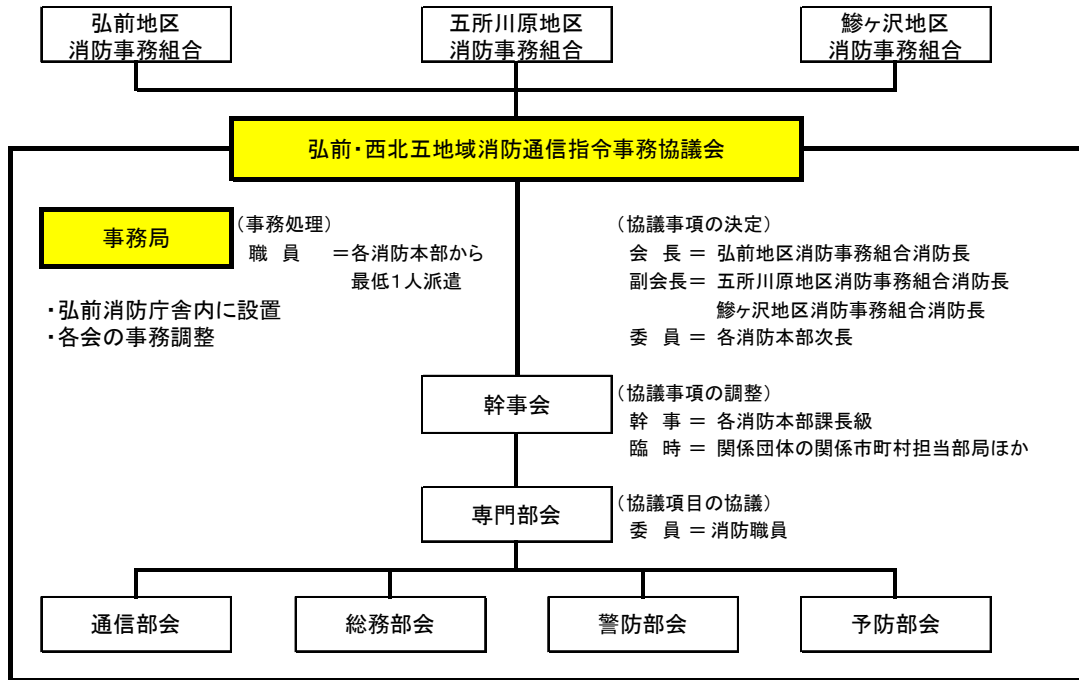 弘前地区
消防事務組合
五所川原地区
消防事務組合
鰺ヶ沢地区
消防事務組合
弘前・西北五地域消防通信指令事務協議会
事務局
(事務処理)
職　員　＝各消防本部から
最低1人派遣
・弘前消防庁舎内に設置
・各会の事務調整
(協議事項の決定)
会　長＝ 弘前地区消防事務組合消防長
副会長＝ 五所川原地区消防事務組合消防長
鰺ヶ沢地区消防事務組合消防長
委　員＝ 各消防本部次長
幹事会
(協議事項の調整)
幹　事 ＝ 各消防本部課長級
臨　時 ＝ 関係団体の関係市町村担当部局ほか
専門部会
(協議項目の協議)
委　員 ＝消防職員
通信部会
総務部会
警防部会
予防部会